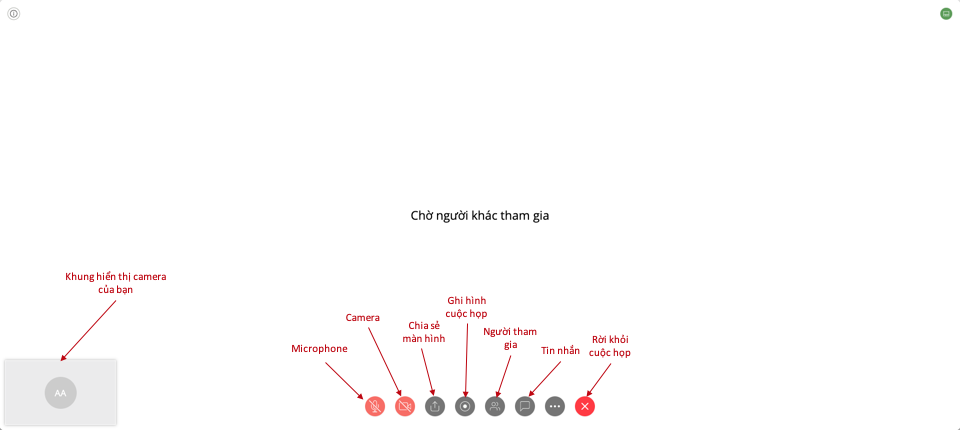 Chờ người khác tham gia
Khung hiển thị camera
của bạn
AA
Microphone
Camera
Chia sẻ
màn hình
Ghi hình
cuộc họp
Người tham
gia
Tin nhắn
Rời khỏi
cuộc họp